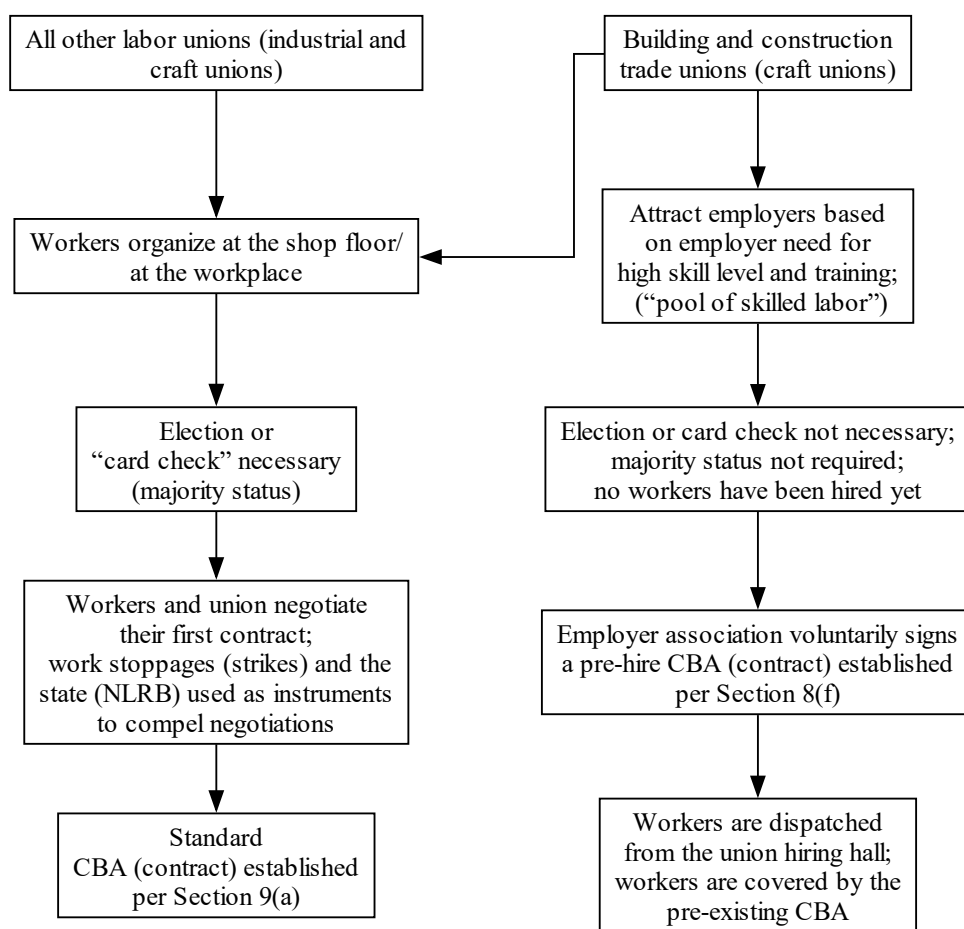 All other labor unions (industrial and
craft unions)
Building and construction
trade unions (craft unions)
Workers organize at the shop floor/
at the workplace
Attract employers based
on employer need for
high skill level and training;
(“pool of skilled labor”)
Election or
“card check” necessary
(majority status)
Election or card check not necessary;
majority status not required;
no workers have been hired yet
Workers and union negotiate
their first contract;
work stoppages (strikes) and the
state (NLRB) used as instruments
to compel negotiations
Employer association voluntarily signs
a pre-hire CBA (contract) established
per Section 8(f)
Standard
CBA (contract) established
per Section 9(a)
Workers are dispatched
from the union hiring hall;
workers are covered by the
pre-existing CBA